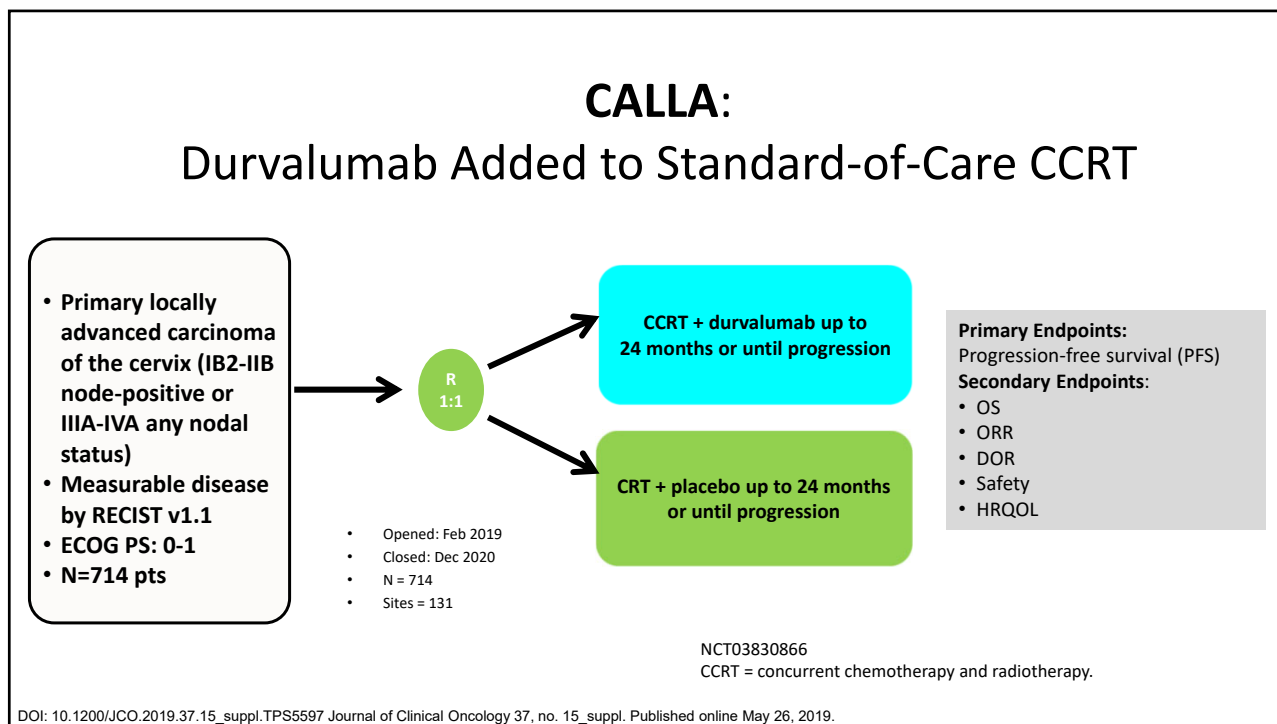 CALLA:
Durvalumab Added to Standard-of-Care CCRT
• Primary locally
advanced carcinoma
of the cervix (IB2-IIB
node-positive or
IIIA-IVA any nodal
status)
• Measurable disease
by RECIST v1.1
• ECOG PS: 0-1
• N=714 pts
R
1:1
• Opened: Feb 2019
• Closed: Dec 2020
• N = 714
• Sites = 131
CCRT + durvalumab up to
24 months or until progression
CRT + placebo up to 24 months
or until progression
Primary Endpoints:
Progression-free survival (PFS)
Secondary Endpoints:
• OS
• ORR
• DOR
• Safety
• HRQOL
NCT03830866
CCRT = concurrent chemotherapy and radiotherapy.
DOI: 10.1200/JCO.2019.37.15_suppl.TPS5597 Journal of Clinical Oncology 37, no. 15_suppl. Published online May 26, 2019.